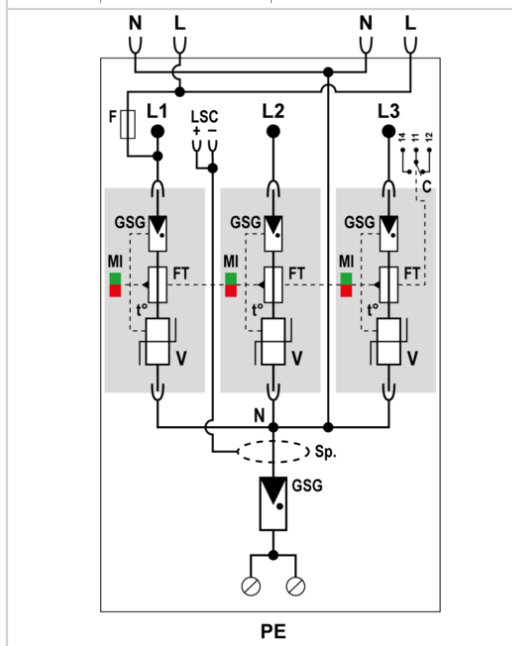 N L N L
F L1 LSC L2 L3
+ −
14 11 12
C
GSG GSG GSG
MI FT MI FT MI FT
t° t° t°
V V V
N
Sp.
GSG
PE